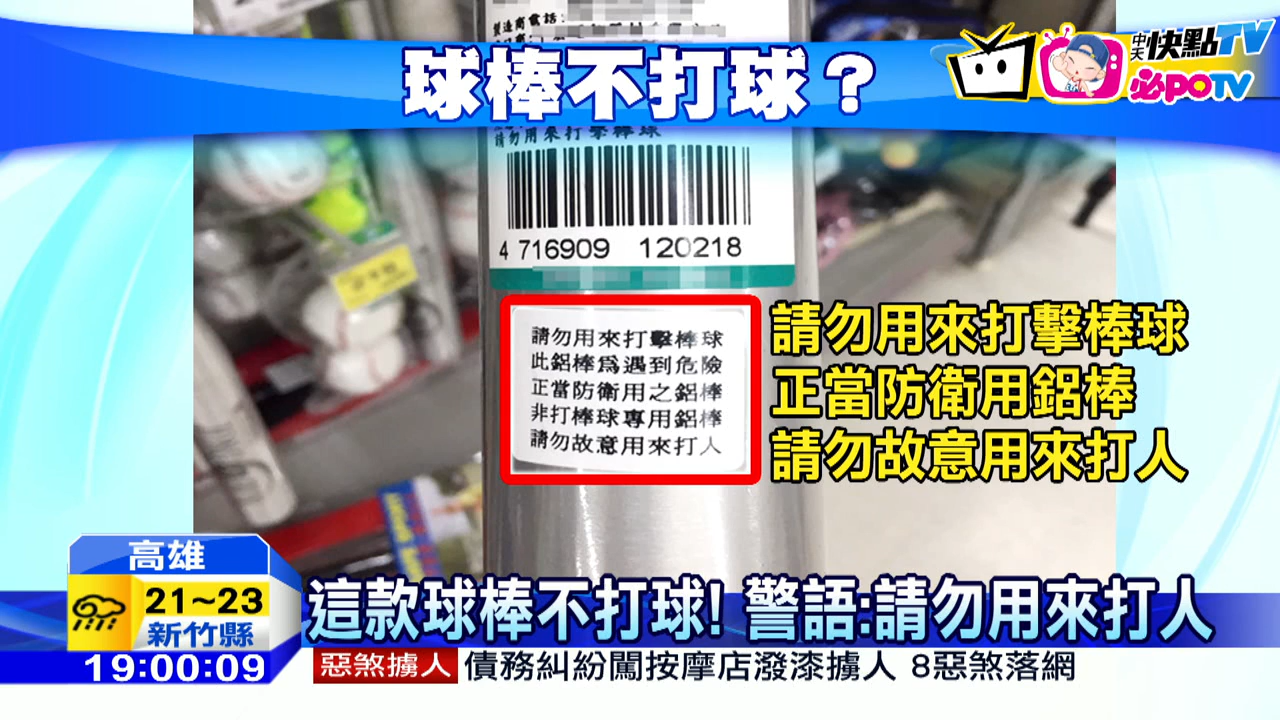 製造商電話:
球棒不打球？
中天快點TV
必POTV
請勿用來打擊棒球
4 716909 120218
請勿用來打擊棒球
此鋁棒為遇到危險
正當防衛用之鋁棒
非打棒球專用鋁棒
請勿故意用來打人
請勿用來打擊棒球
正當防衛用鋁棒
請勿故意用來打人
高雄
21~23
新竹縣
這款球棒不打球! 警語:請勿用來打人
19:00:09
惡煞擄人 債務糾紛闖按摩店潑漆擄人 8惡煞落網